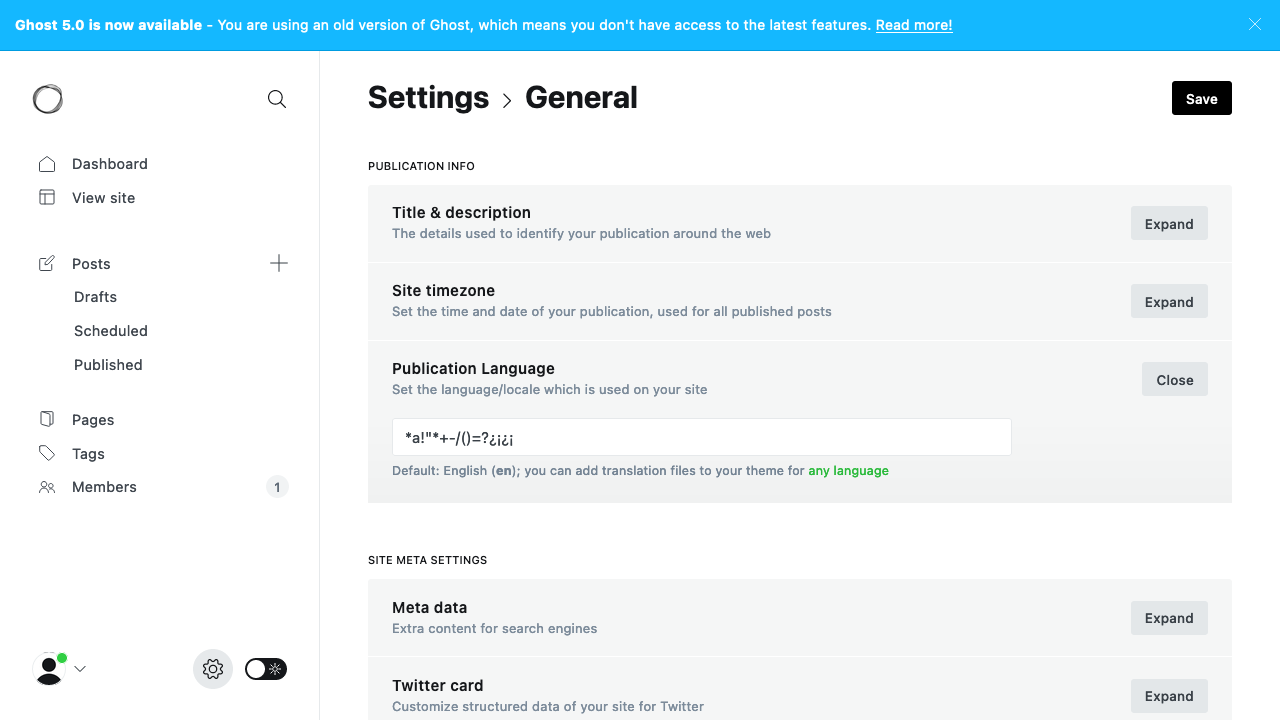 Ghost 5.0 is now available - You are using an old version of Ghost, which means you don't have access to the latest features. Read more!
Settings > General
Save
Dashboard
View site
Posts
Drafts
Scheduled
Published
Pages
Tags
Members 1
PUBLICATION INFO
Title & description
The details used to identify your publication around the web
Expand
Site timezone
Set the time and date of your publication, used for all published posts
Expand
Publication Language
Set the language/locale which is used on your site
Close
*a!"*+-/()=?¿¡¿¡
Default: English (en); you can add translation files to your theme for any language
SITE META SETTINGS
Meta data
Extra content for search engines
Expand
Twitter card
Customize structured data of your site for Twitter
Expand